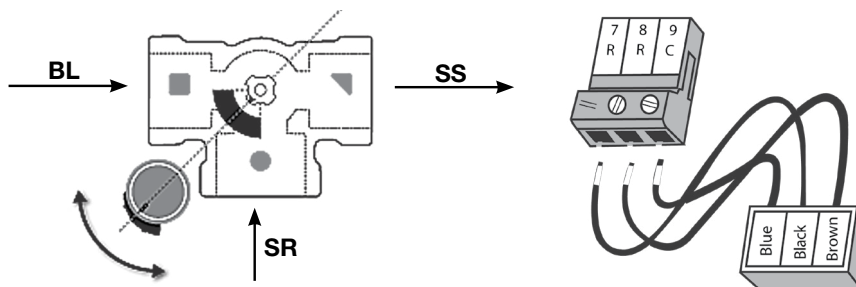 BL
SS
SR
7 8 9
R R C
Blue
Black
Brown